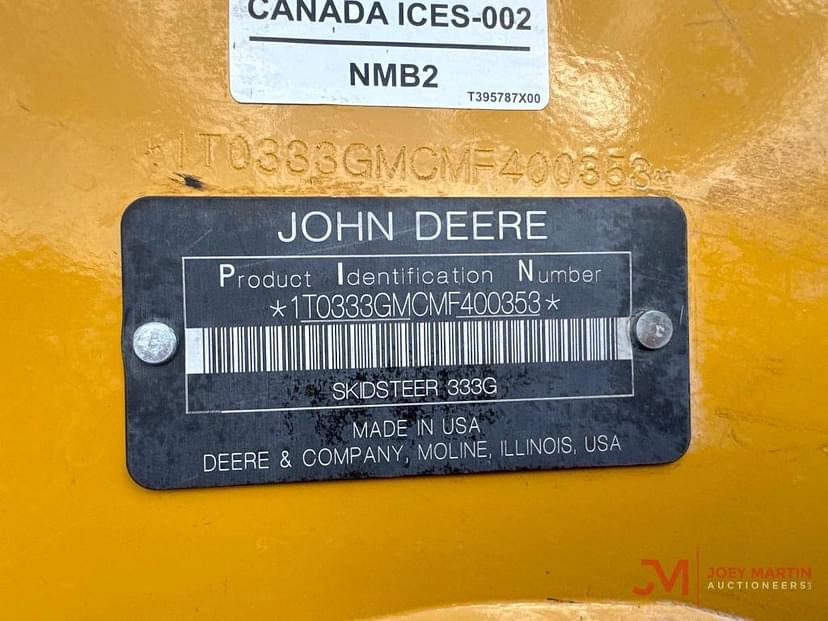 CANADA ICES-002
NMB2
T395787X00
*1T0333GMCMF400353*
JOHN DEERE
Product Identification Number
*1T0333GMCMF400353*
SKIDSTEER 333G
MADE IN USA
DEERE & COMPANY, MOLINE, ILLINOIS, USA
JM
JOEY MARTIN
AUCTIONEERS